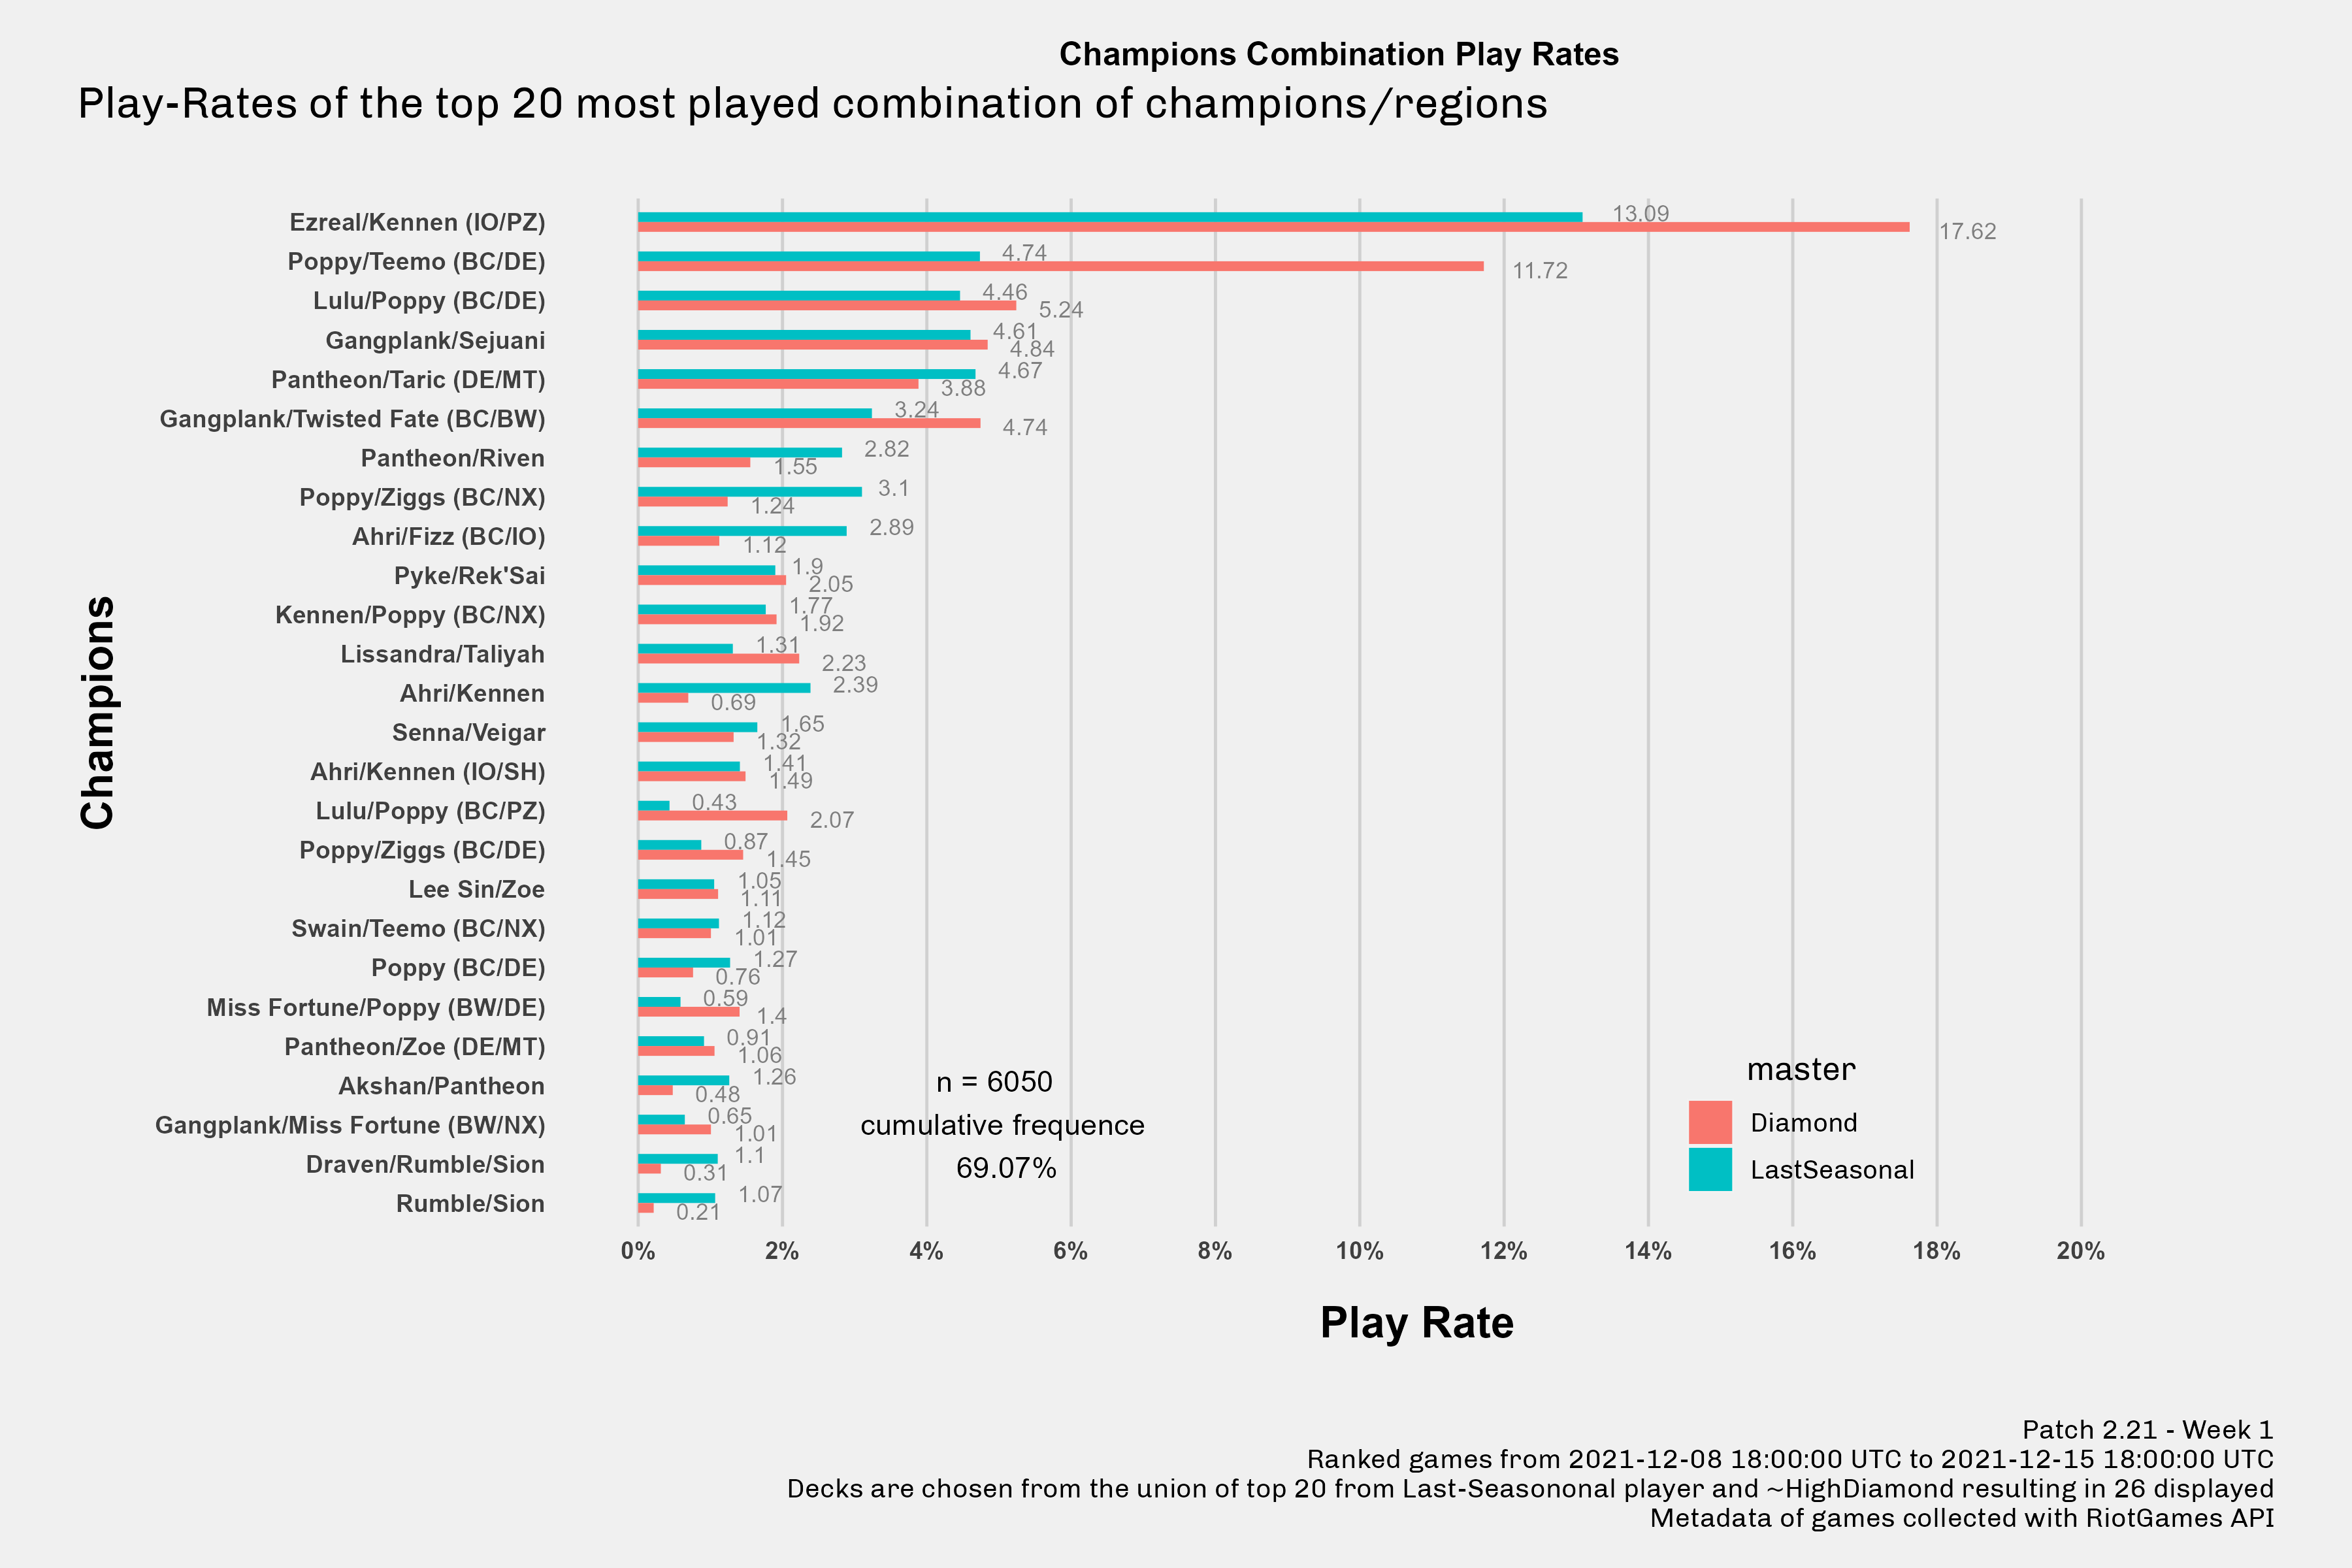 Champions Combination Play Rates
Play-Rates of the top 20 most played combination of champions/regions
Champions
Ezreal/Kennen (IO/PZ)
13.09
17.62
Poppy/Teemo (BC/DE)
4.74
11.72
Lulu/Poppy (BC/DE)
4.46
5.24
Gangplank/Sejuani
4.61
4.84
Pantheon/Taric (DE/MT)
4.67
3.88
Gangplank/Twisted Fate (BC/BW)
3.24
4.74
Pantheon/Riven
2.82
1.55
Poppy/Ziggs (BC/NX)
3.1
1.24
Ahri/Fizz (BC/IO)
2.89
1.12
Pyke/Rek'Sai
1.9
2.05
Kennen/Poppy (BC/NX)
1.77
1.92
Lissandra/Taliyah
1.31
2.23
Ahri/Kennen
2.39
0.69
Senna/Veigar
1.65
1.32
Ahri/Kennen (IO/SH)
1.41
1.49
Lulu/Poppy (BC/PZ)
0.43
2.07
Poppy/Ziggs (BC/DE)
0.87
1.45
Lee Sin/Zoe
1.05
1.11
Swain/Teemo (BC/NX)
1.12
1.01
Poppy (BC/DE)
1.27
0.76
Miss Fortune/Poppy (BW/DE)
0.59
1.4
Pantheon/Zoe (DE/MT)
0.91
1.06
Akshan/Pantheon
1.26
0.48
Gangplank/Miss Fortune (BW/NX)
0.65
1.01
Draven/Rumble/Sion
1.1
0.31
Rumble/Sion
1.07
0.21
n = 6050
cumulative frequence
69.07%
master
Diamond
LastSeasonal
0% 2% 4% 6% 8% 10% 12% 14% 16% 18% 20%
Play Rate
Patch 2.21 - Week 1
Ranked games from 2021-12-08 18:00:00 UTC to 2021-12-15 18:00:00 UTC
Decks are chosen from the union of top 20 from Last-Seasononal player and ~HighDiamond resulting in 26 displayed
Metadata of games collected with RiotGames API